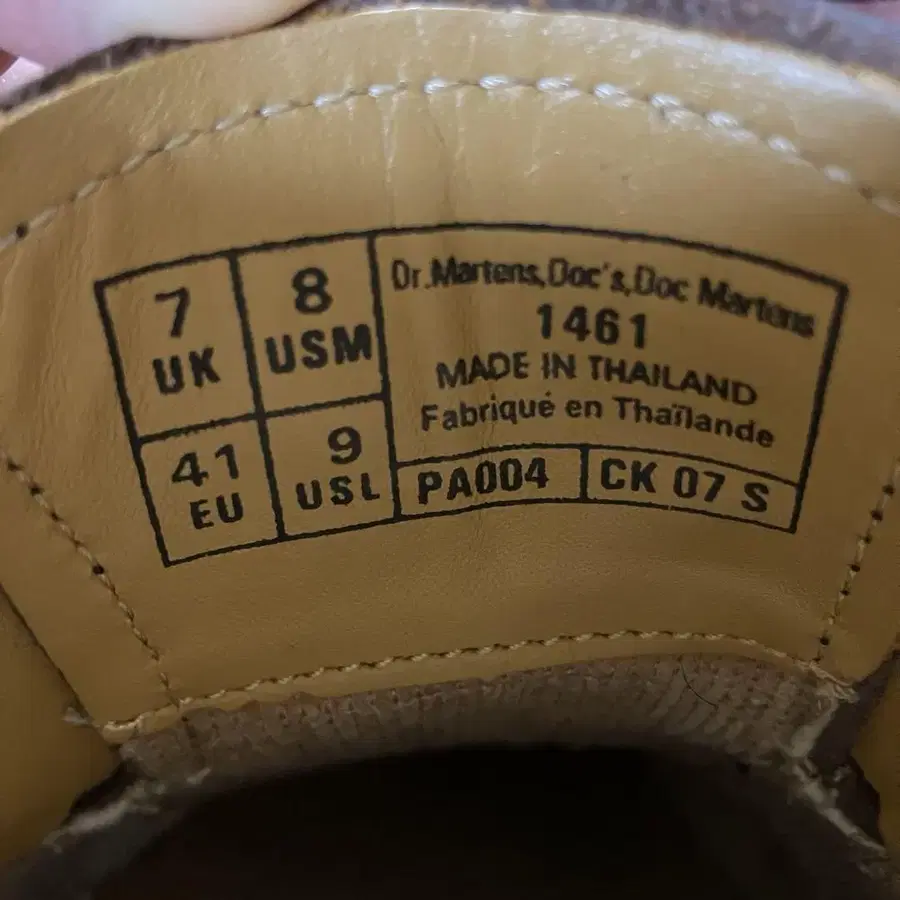 7
UK
8
USM
41
EU
9
USL
Dr.Martens,Doc's,Doc Martens
1461
MADE IN THAILAND
Fabriqué en Thaïlande
PA004
CK 07 S